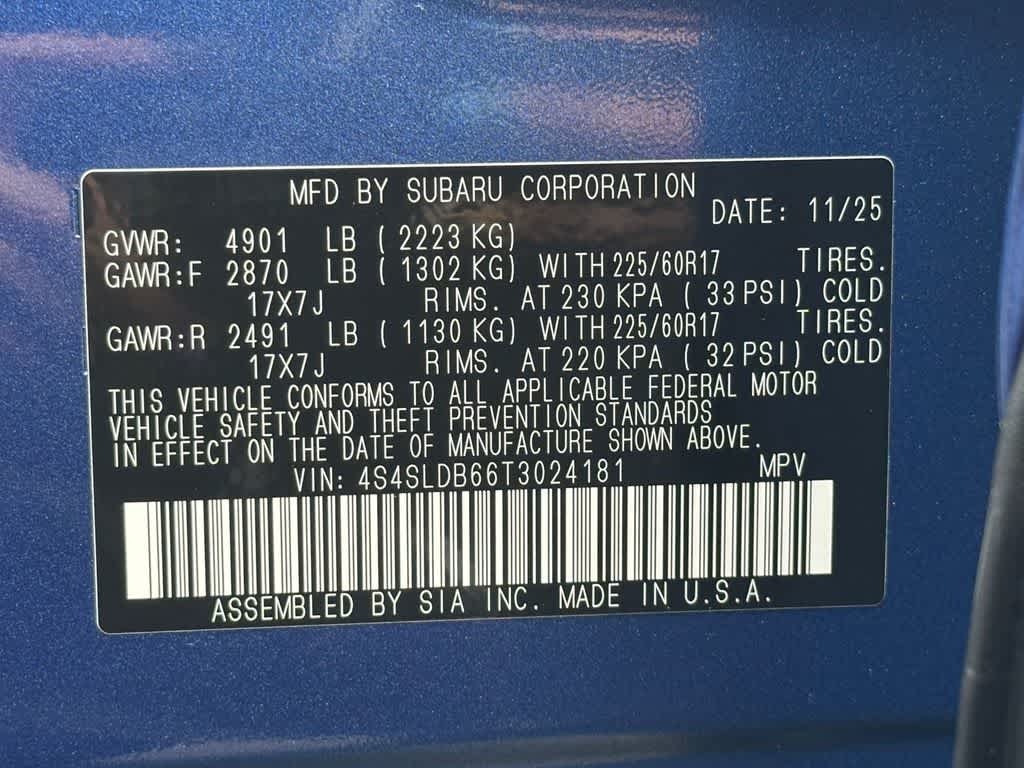 MFD BY SUBARU CORPORATION
DATE: 11/25
GVWR: 4901 LB ( 2223 KG)
GAWR:F 2870 LB ( 1302 KG) WITH 225/60R17 TIRES.
17X7J RIMS. AT 230 KPA ( 33 PSI) COLD
GAWR:R 2491 LB ( 1130 KG) WITH 225/60R17 TIRES.
17X7J RIMS. AT 220 KPA ( 32 PSI) COLD
THIS VEHICLE CONFORMS TO ALL APPLICABLE FEDERAL MOTOR
VEHICLE SAFETY AND THEFT PREVENTION STANDARDS
IN EFFECT ON THE DATE OF MANUFACTURE SHOWN ABOVE.
VIN: 4S4SLDB66T3024181 MPV
ASSEMBLED BY SIA INC. MADE IN U.S.A.